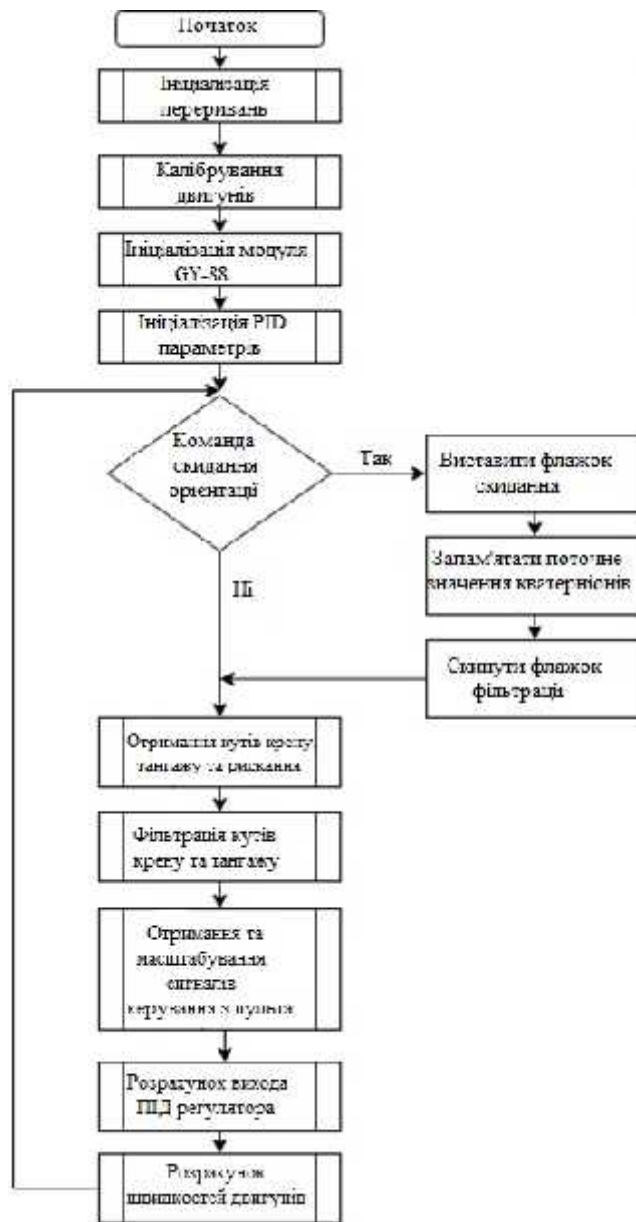 Початок
Ініціалізація
переривань
Калібрування
двигунів
Ініціалізація модуля
GY-88
Ініціалізація PID
параметрів
Команда
скидання
орієнтації
Так
Виставити флажок
скидання
Запам'ятати поточне
значення кватерніонів
Ні
Скинути флажок
фільтрації
Отримання кутів крену
тангажу та рискання
Фільтрація кутів
крену та тангажу
Отримання та
масштабування
сигналів
керування з пульта
Розрахунок вихода
ПІД регулятора
Розрахунок
швидкостей двигунів